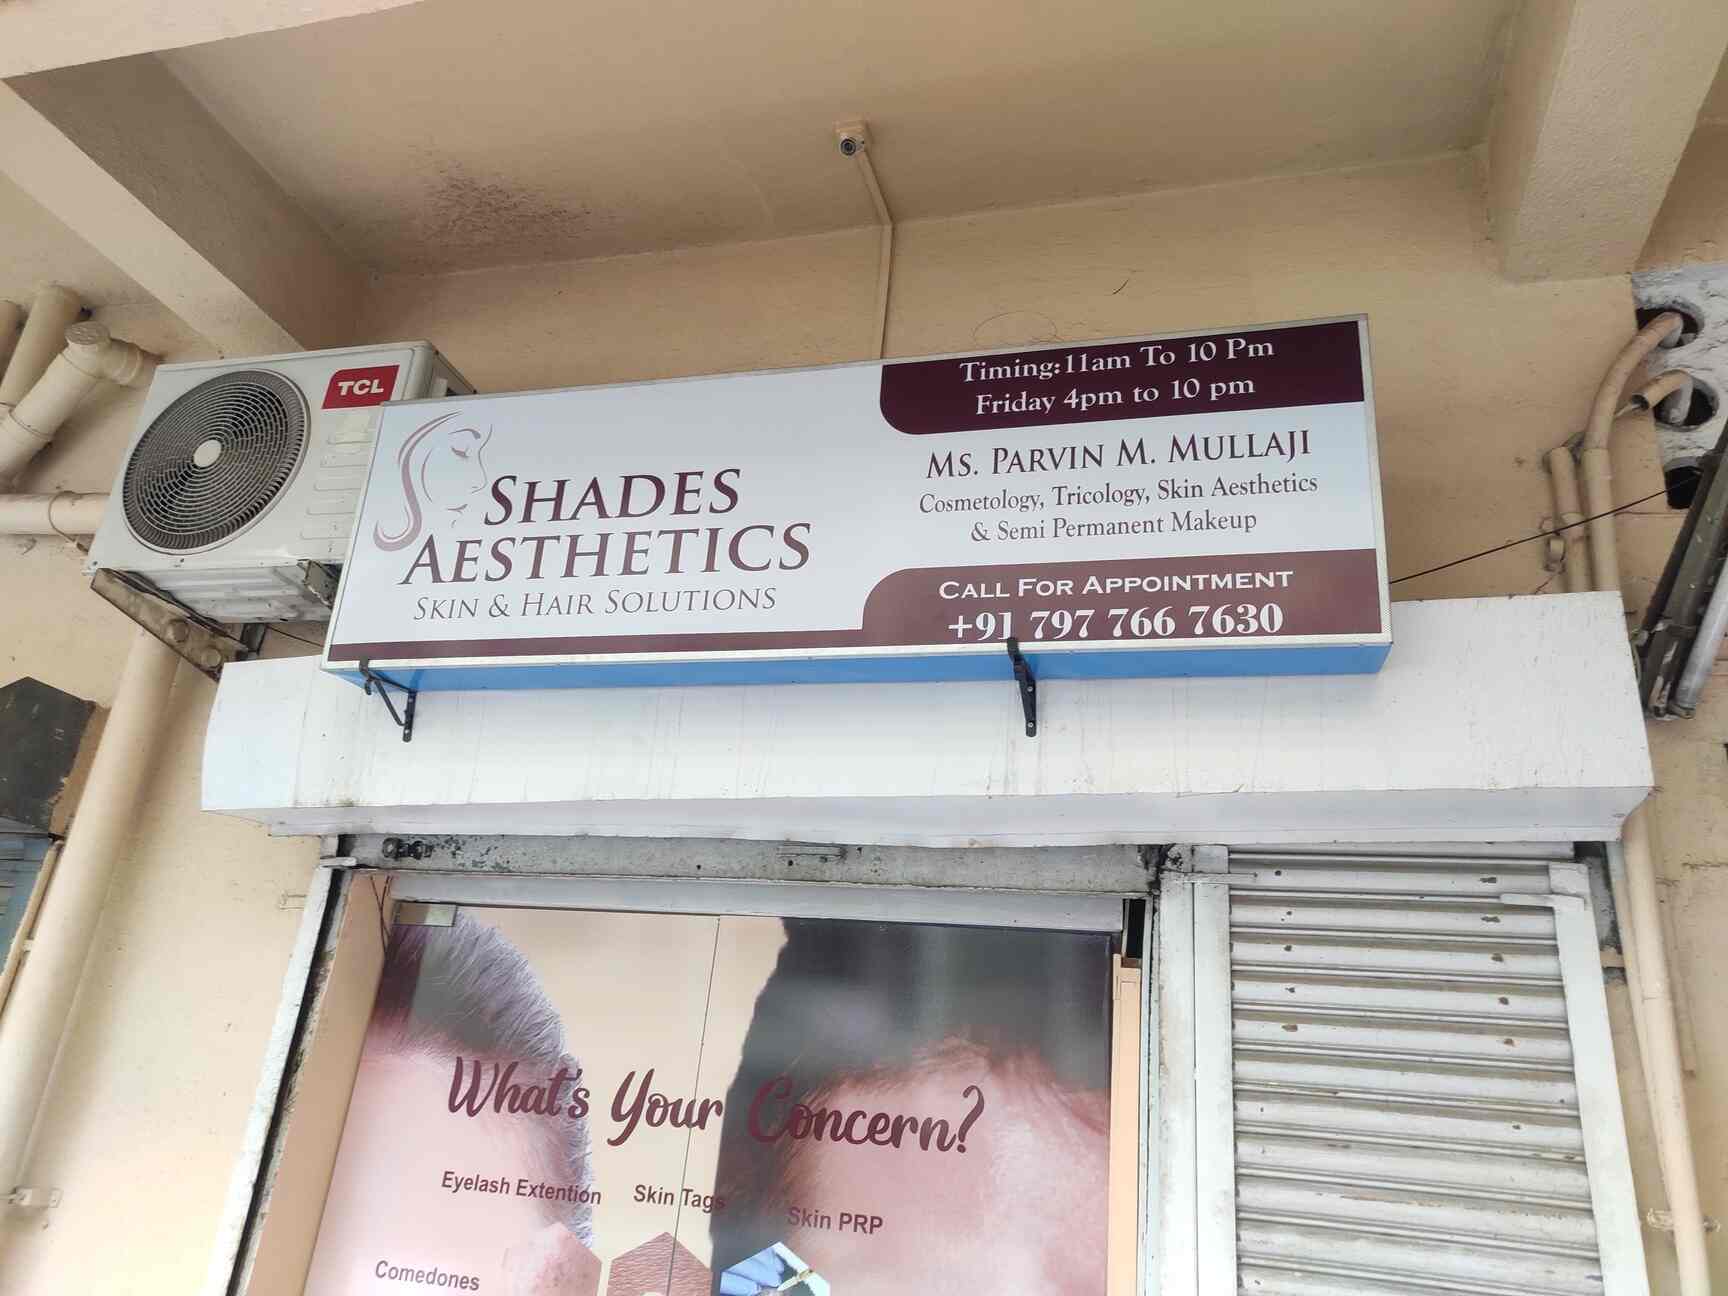 TCL
Timing:11am To 10 Pm
Friday 4pm to 10 pm
SHADES
AESTHETICS
SKIN & HAIR SOLUTIONS
MS. PARVIN M. MULLAJI
Cosmetology, Tricology, Skin Aesthetics
& Semi Permanent Makeup
CALL FOR APPOINTMENT
+91 797 766 7630
What's Your Concern?
Eyelash Extention
Skin Tags
Skin PRP
Comedones